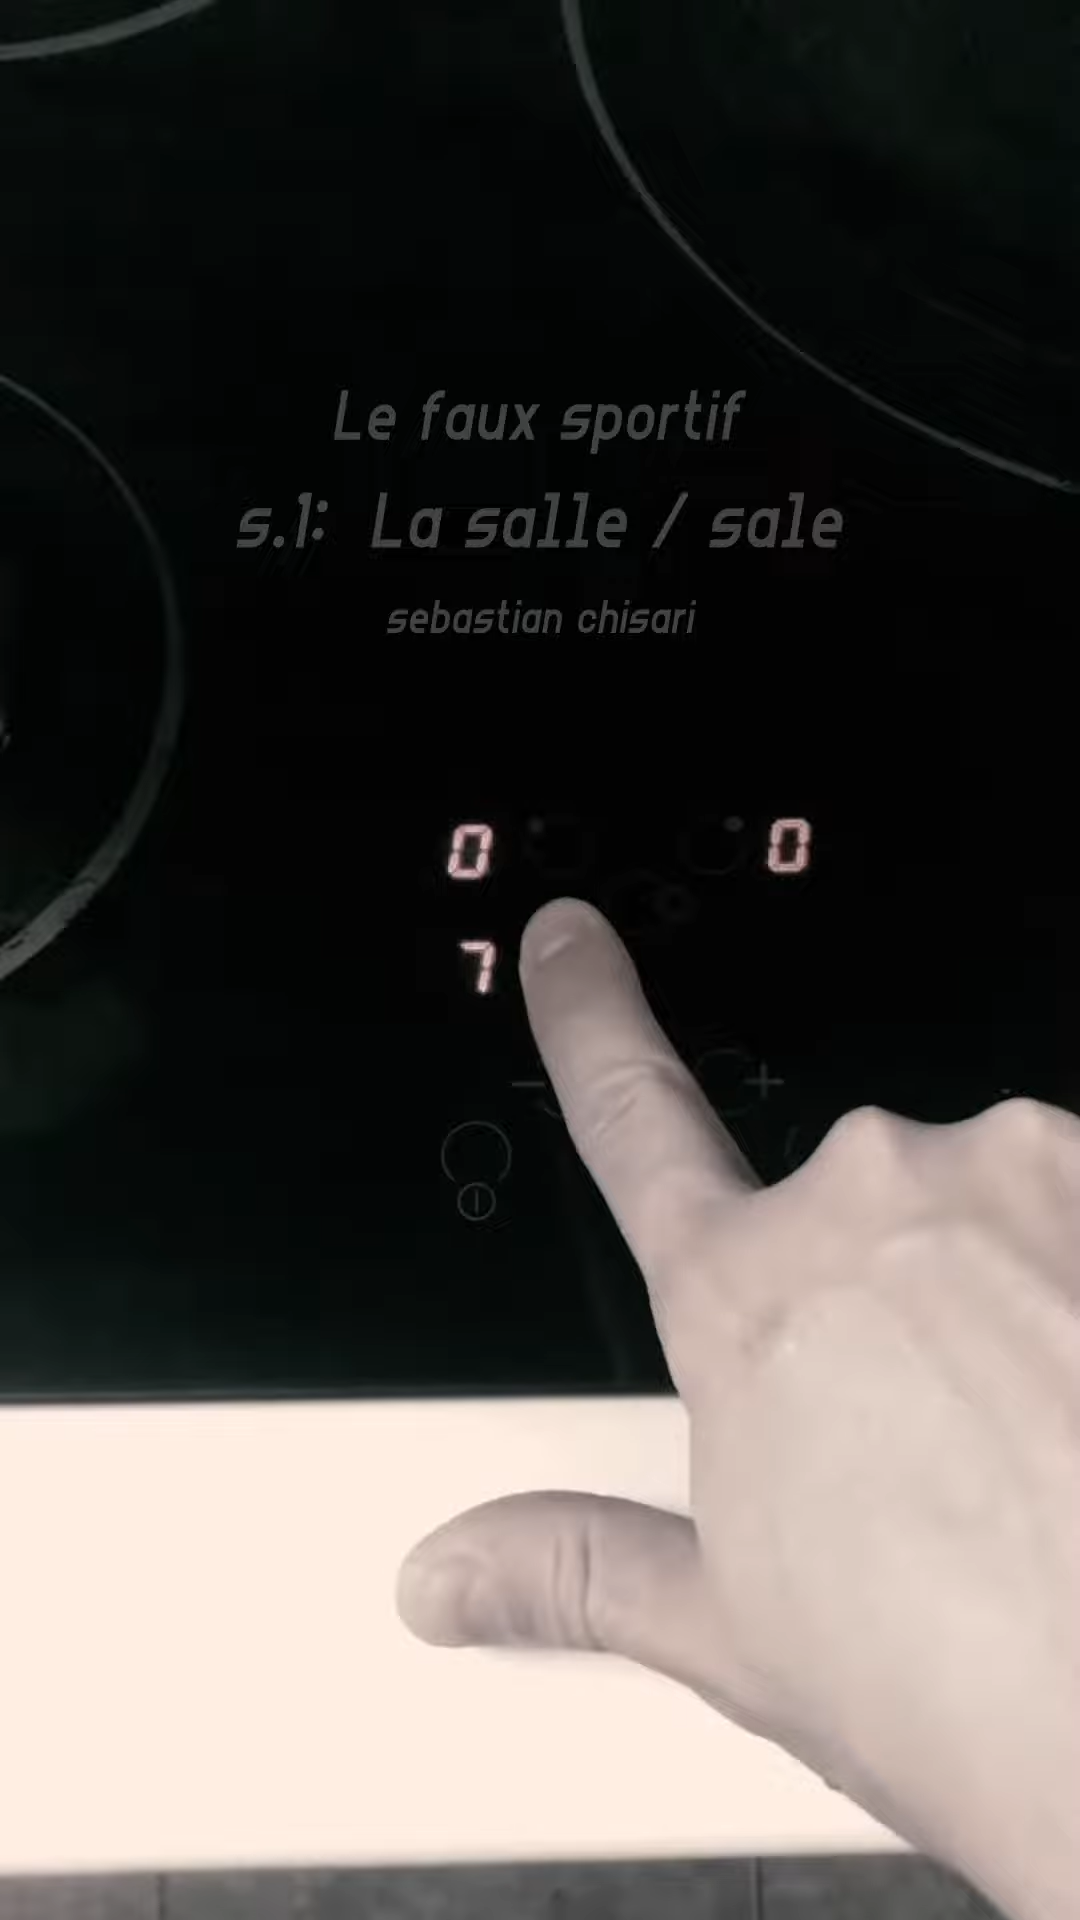 Le faux sportif
s.1: La salle / sale
sebastian chisari
0 0
7
- +